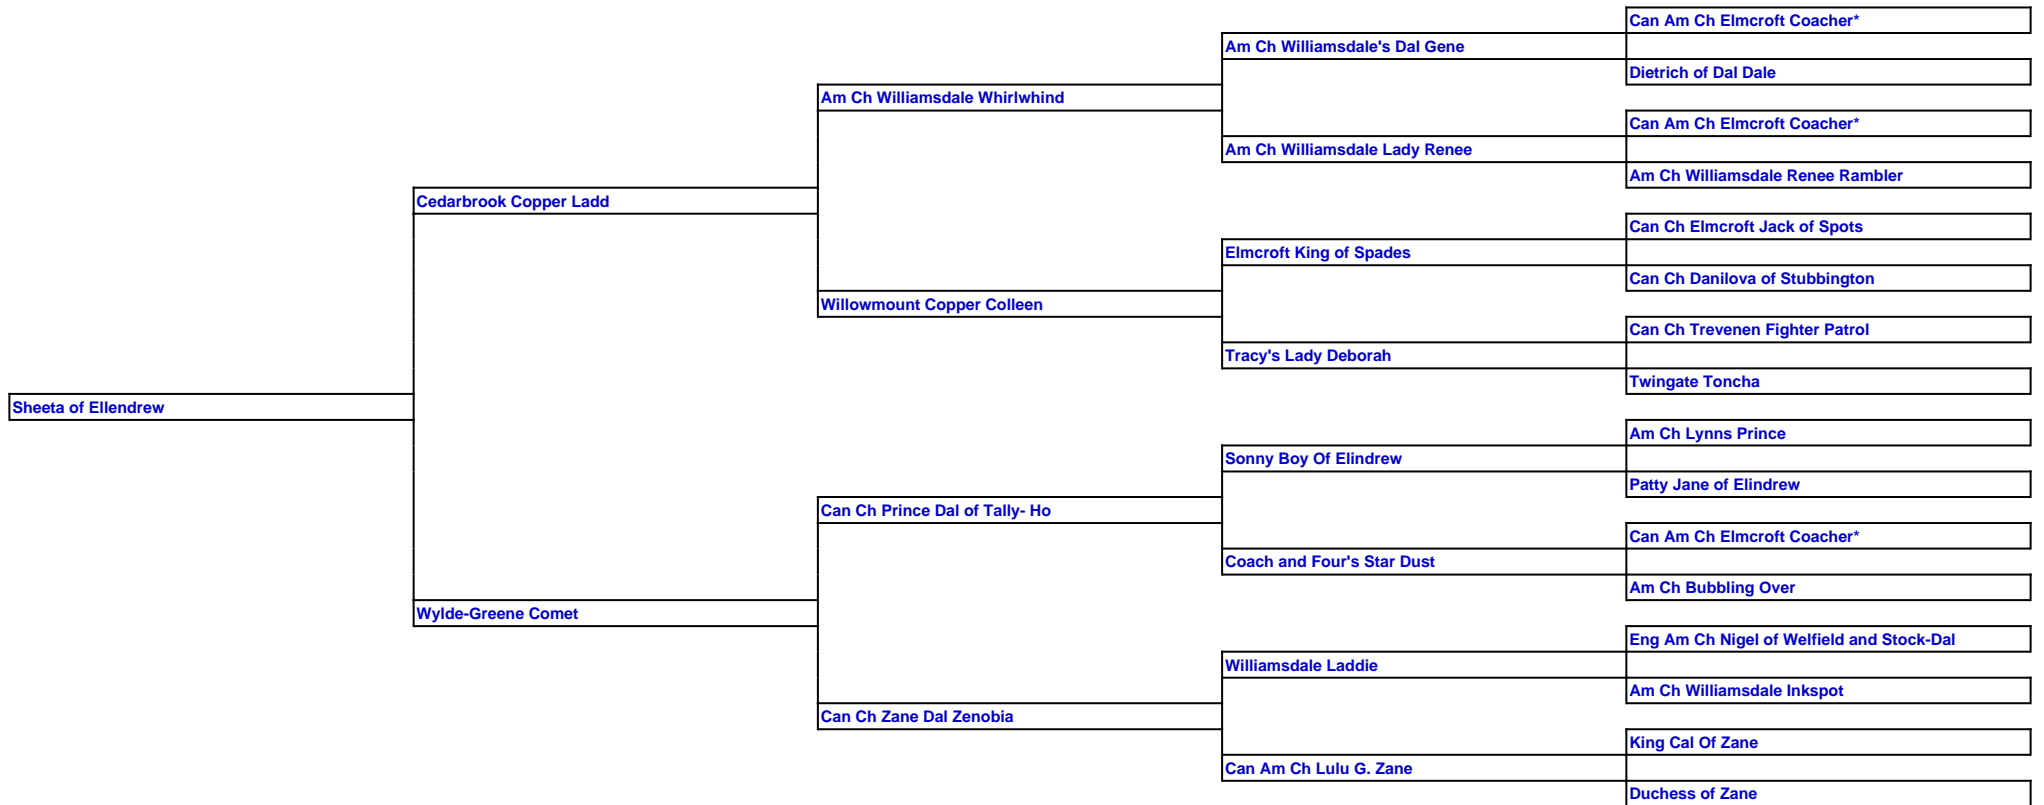 Can Am Ch Elmcroft Coacher*
Am Ch Williamsdale's Dal Gene
Dietrich of Dal Dale
Am Ch Williamsdale Whirlwhind
Can Am Ch Elmcroft Coacher*
Am Ch Williamsdale Lady Renee
Am Ch Williamsdale Renee Rambler
Cedarbrook Copper Ladd
Can Ch Elmcroft Jack of Spots
Elmcroft King of Spades
Can Ch Danilova of Stubbington
Willowmount Copper Colleen
Can Ch Trevenen Fighter Patrol
Tracy's Lady Deborah
Twingate Toncha
Sheeta of Ellendrew
Am Ch Lynns Prince
Sonny Boy Of Elindrew
Patty Jane of Elindrew
Can Ch Prince Dal of Tally- Ho
Can Am Ch Elmcroft Coacher*
Coach and Four's Star Dust
Am Ch Bubbling Over
Wylde-Greene Comet
Eng Am Ch Nigel of Welfield and Stock-Dal
Williamsdale Laddie
Am Ch Williamsdale Inkspot
Can Ch Zane Dal Zenobia
King Cal Of Zane
Can Am Ch Lulu G. Zane
Duchess of Zane